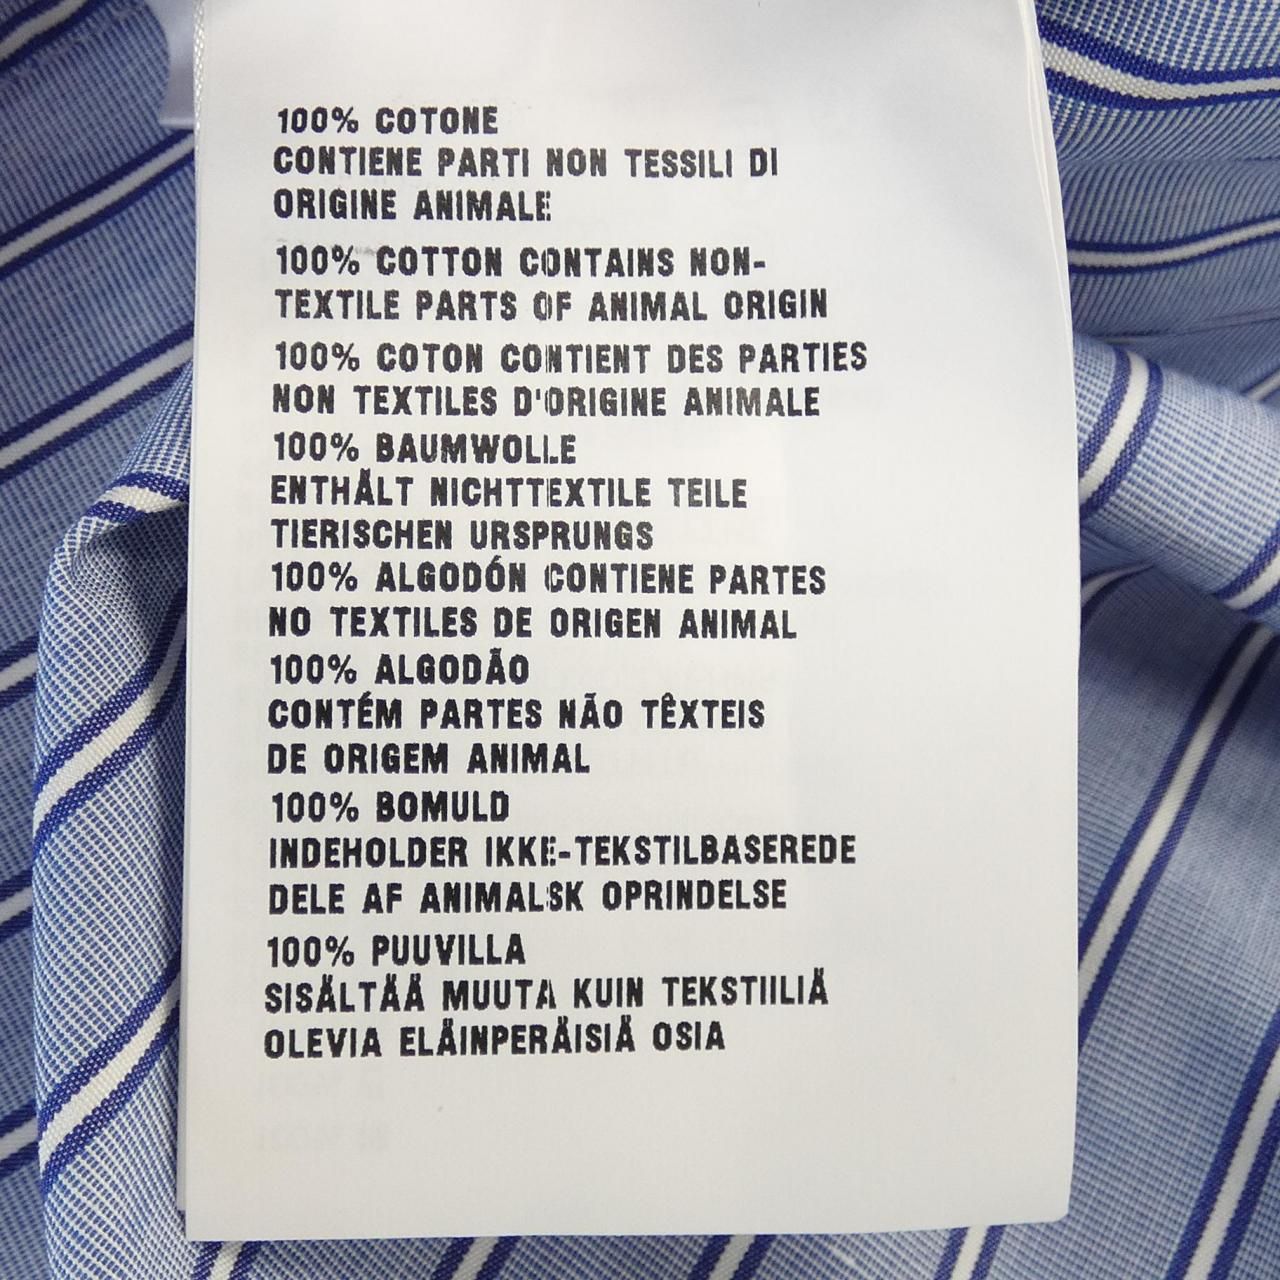 100% COTONE
CONTIENE PARTI NON TESSILI DI
ORIGINE ANIMALE
100% COTTON CONTAINS NON-
TEXTILE PARTS OF ANIMAL ORIGIN
100% COTON CONTIENT DES PARTIES
NON TEXTILES D'ORIGINE ANIMALE
100% BAUMWOLLE
ENTHÄLT NICHTTEXTILE TEILE
TIERISCHEN URSPRUNGS
100% ALGODÓN CONTIENE PARTES
NO TEXTILES DE ORIGEN ANIMAL
100% ALGODÃO
CONTÉM PARTES NÃO TÊXTEIS
DE ORIGEM ANIMAL
100% BOMULD
INDEHOLDER IKKE-TEKSTILBASEREDE
DELE AF ANIMALSK OPRINDELSE
100% PUUVILLA
SISÄLTÄÄ MUUTA KUIN TEKSTIILIÄ
OLEVIA ELÄINPERÄISIÄ OSIA